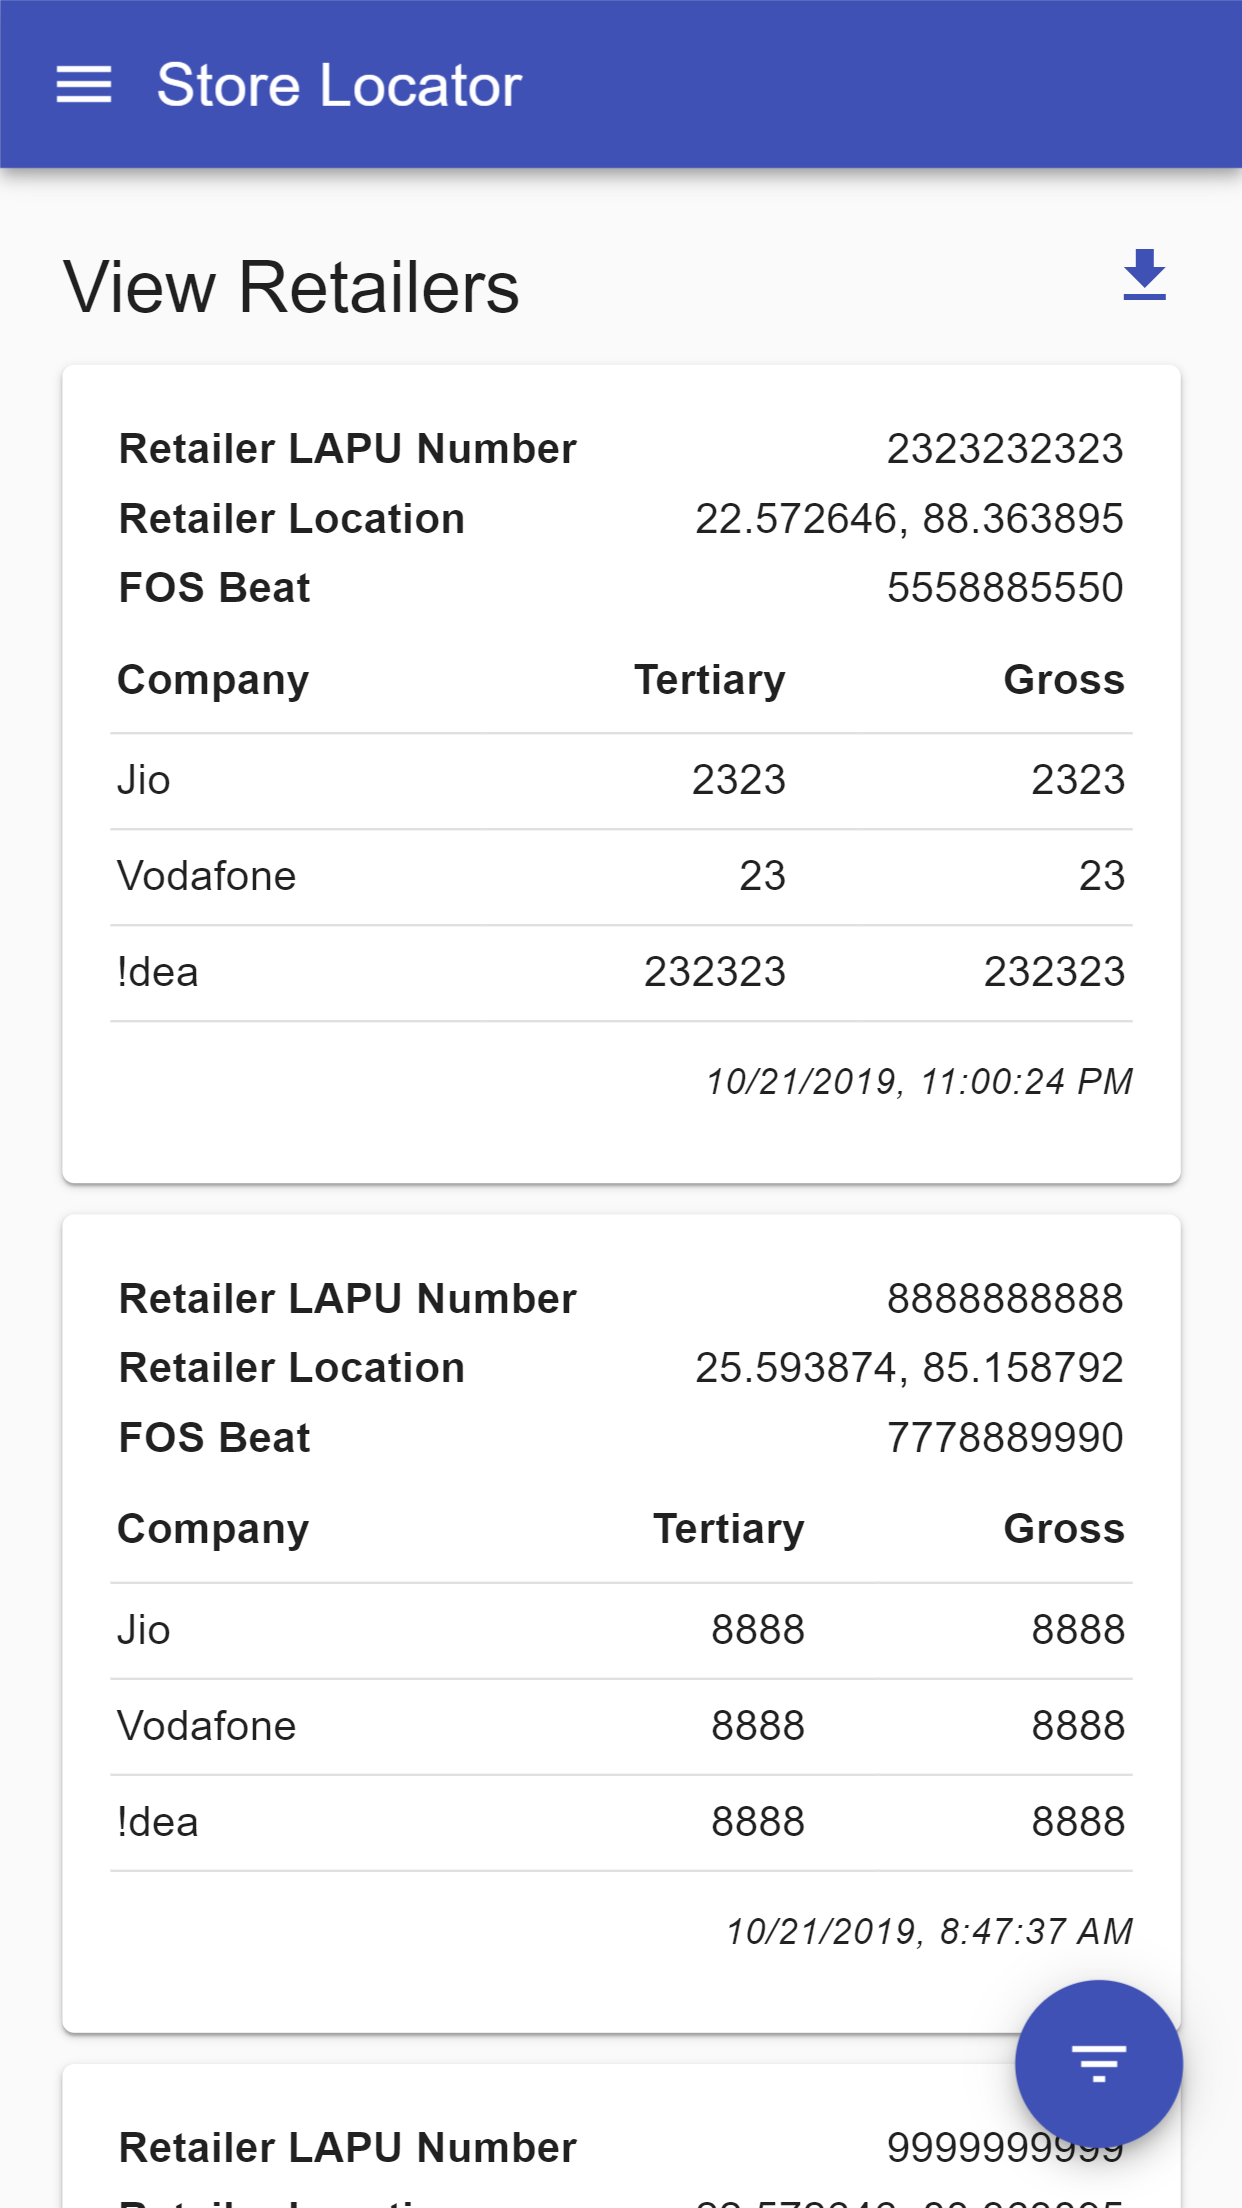 Store Locator
View Retailers
Retailer LAPU Number 2323232323
Retailer Location 22.572646, 88.363895
FOS Beat 5558885550
Company Tertiary Gross
Jio 2323 2323
Vodafone 23 23
!dea 232323 232323
10/21/2019, 11:00:24 PM
Retailer LAPU Number 8888888888
Retailer Location 25.593874, 85.158792
FOS Beat 7778889990
Company Tertiary Gross
Jio 8888 8888
Vodafone 8888 8888
!dea 8888 8888
10/21/2019, 8:47:37 AM
Retailer LAPU Number 9999999999